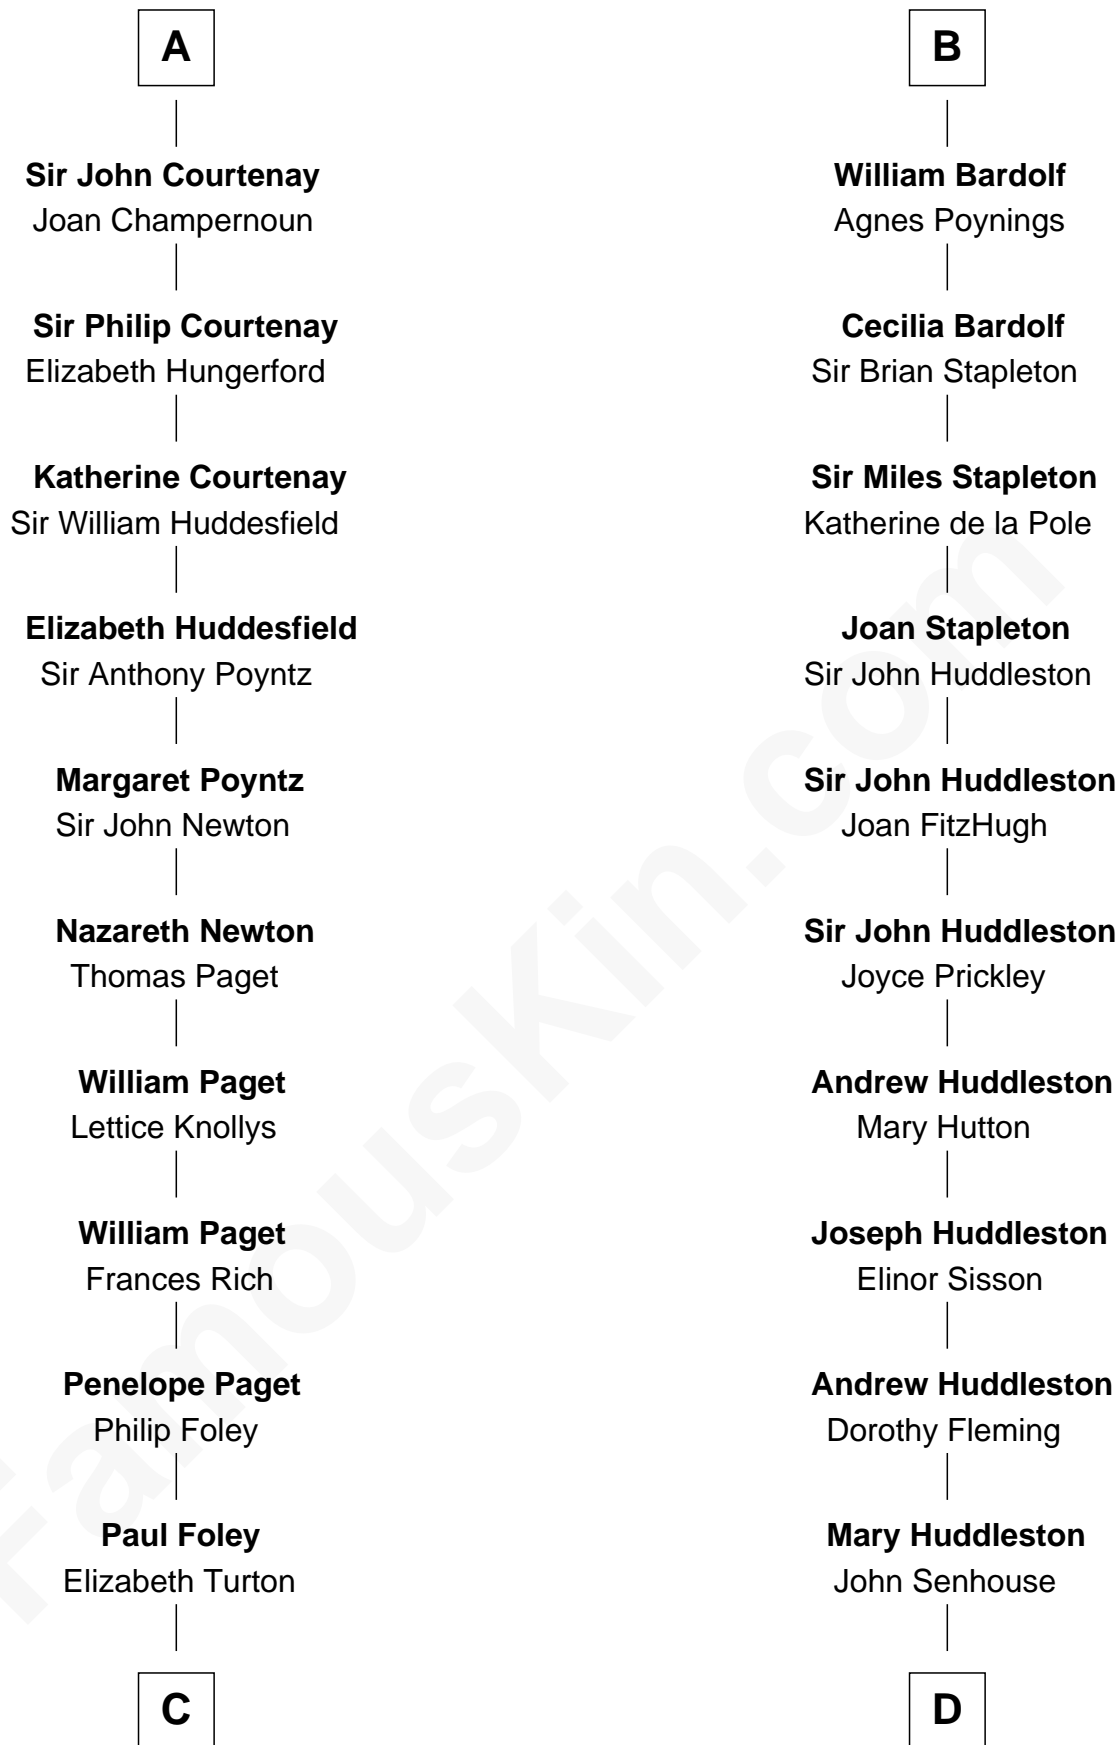 A
Sir John Courtenay
Joan Champernoun
Sir Philip Courtenay
Elizabeth Hungerford
Katherine Courtenay
Sir William Huddesfield
Elizabeth Huddesfield
Sir Anthony Poyntz
Margaret Poyntz
Sir John Newton
Nazareth Newton
Thomas Paget
William Paget
Lettice Knollys
William Paget
Frances Rich
Penelope Paget
Philip Foley
Paul Foley
Elizabeth Turton
C
B
William Bardolf
Agnes Poynings
Cecilia Bardolf
Sir Brian Stapleton
Sir Miles Stapleton
Katherine de la Pole
Joan Stapleton
Sir John Huddleston
Sir John Huddleston
Joan FitzHugh
Sir John Huddleston
Joyce Prickley
Andrew Huddleston
Mary Hutton
Joseph Huddleston
Elinor Sisson
Andrew Huddleston
Dorothy Fleming
Mary Huddleston
John Senhouse
D
FamousKin.com